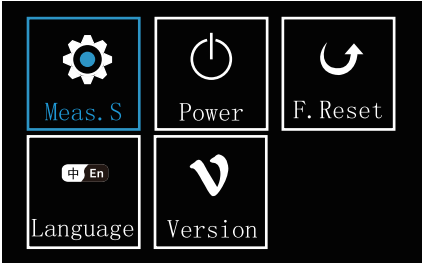 Meas.S
Power
F.Reset
中 En
Language
V
Version